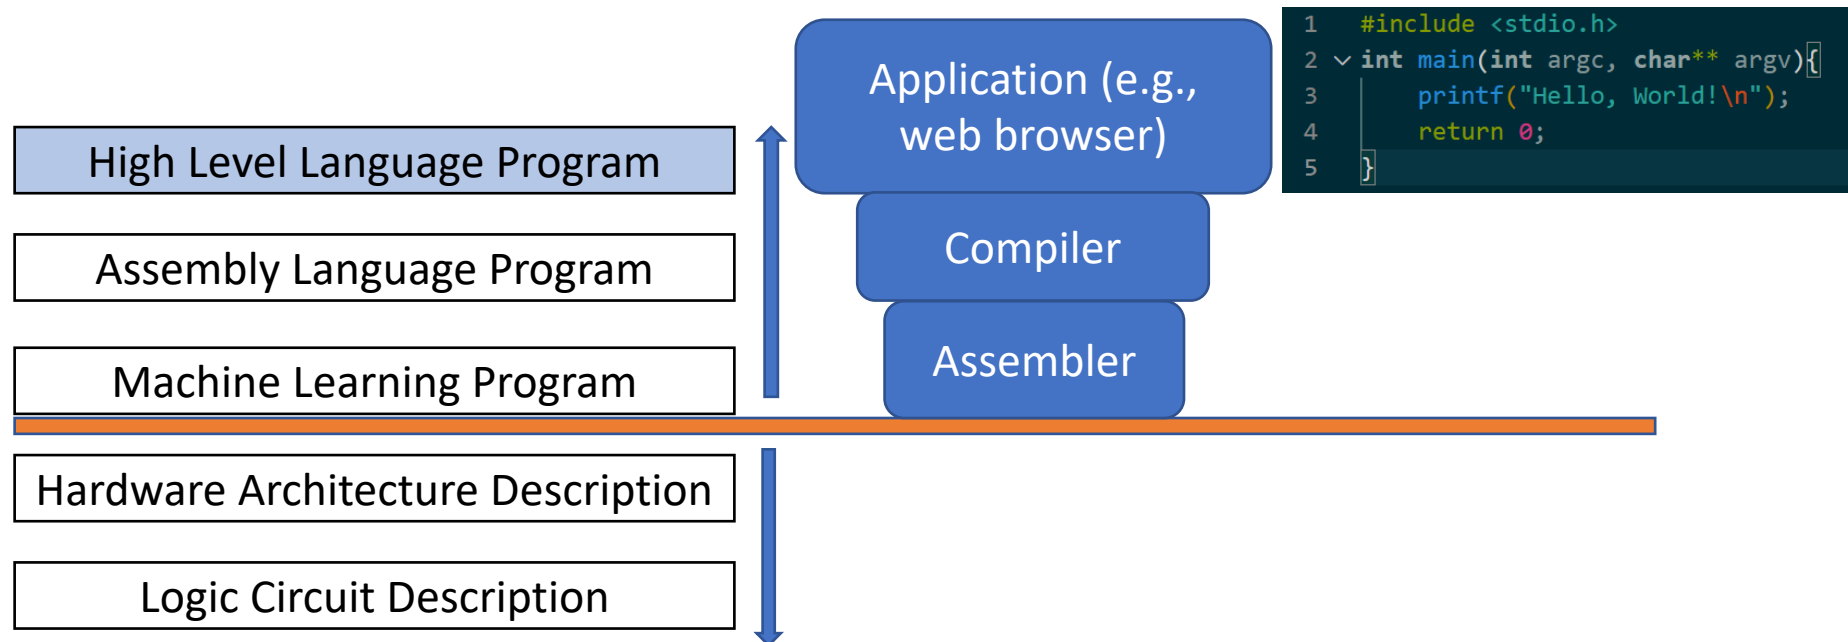 High Level Language Program
Assembly Language Program
Machine Learning Program
Hardware Architecture Description
Logic Circuit Description
Application (e.g.,
web browser)
Compiler
Assembler
1 #include <stdio.h>
2 int main(int argc, char** argv){
3 printf("Hello, World!\n");
4 return 0;
5 }